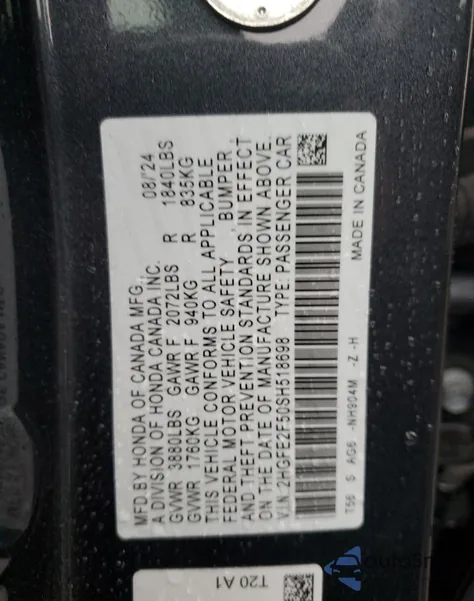 MFD BY HONDA OF CANADA MFG. 08/'24
A DIVISION OF HONDA CANADA INC.
GVWR 3880LBS GAWR F 2072LBS R 1840LBS
GVWR 1760KG GAWR F 940KG R 835KG
THIS VEHICLE CONFORMS TO ALL APPLICABLE
FEDERAL MOTOR VEHICLE SAFETY , BUMPER ,
AND THEFT PREVENTION STANDARDS IN EFFECT
ON THE DATE OF MANUFACTURE SHOWN ABOVE.
VIN 2HGFE2F50SH518698 TYPE: PASSENGER CAR
T56 S AG6 -NH904M -Z -H MADE IN CANADA
T20 A1